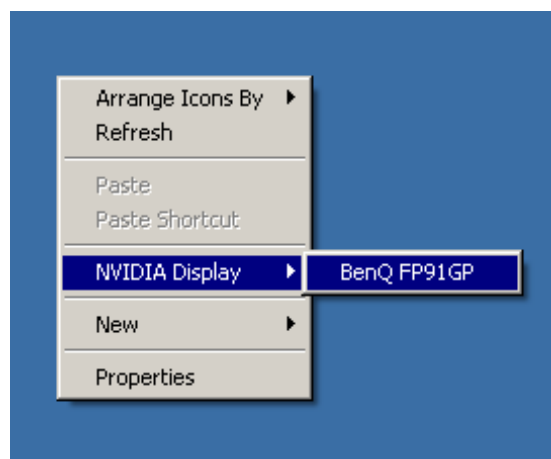 Arrange Icons By
Refresh
Paste
Paste Shortcut
NVIDIA Display
BenQ FP91GP
New
Properties